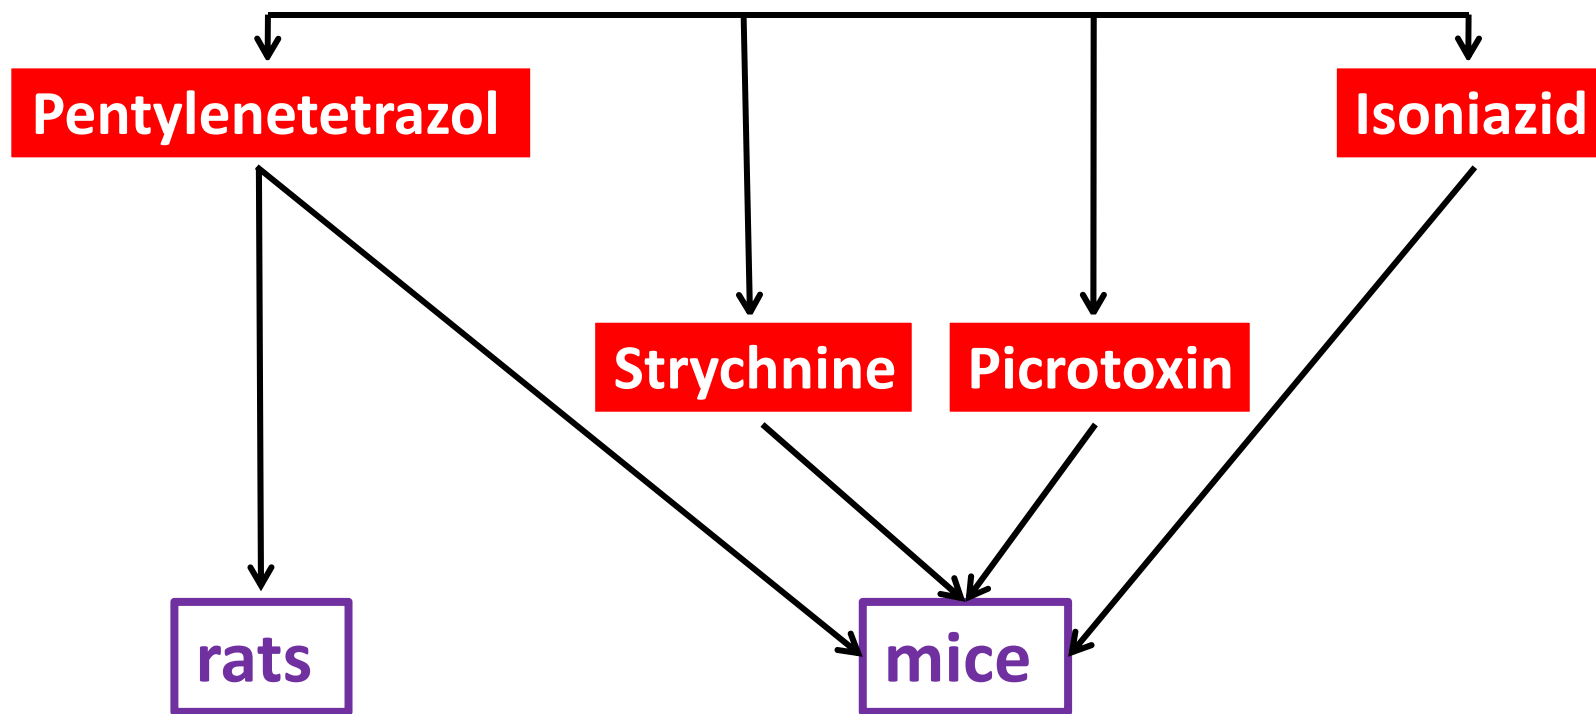 Pentylenetetrazol
Isoniazid
Strychnine
Picrotoxin
rats
mice